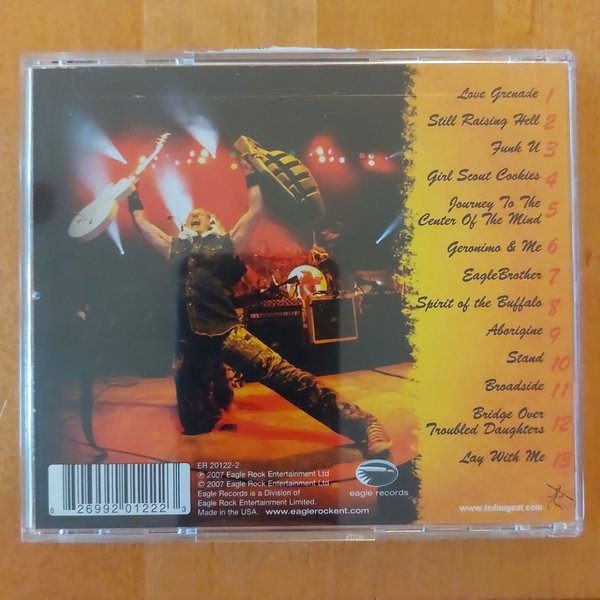 Love Grenade 1
Still Raising Hell 2
Funk U 3
Girl Scout Cookies 4
Journey To The
Center Of The Mind 5
Geronimo & Me 6
EagleBrother 7
Spirit of the Buffalo 8
Aborigine 9
Stand 10
Broadside 11
Bridge Over
Troubled Daughters 12
Lay With Me 13
ER 20122-2
℗ 2007 Eagle Rock Entertainment Ltd
© 2007 Eagle Rock Entertainment Ltd
Eagle Records is a Division of
Eagle Rock Entertainment Limited.
Made in the USA. www.eaglerockent.com
eagle records
www.tednugent.com
8 26992 01222 3